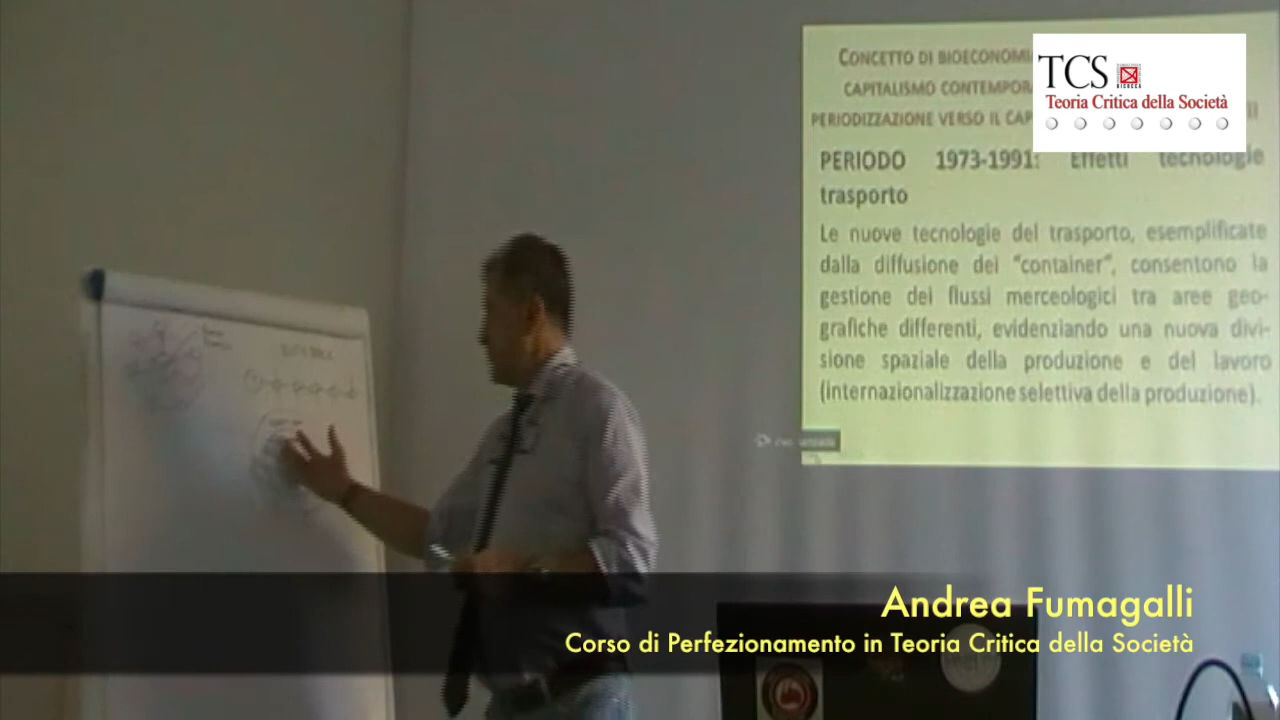 CONCETTO DI BIOECONOMI
CAPITALISMO CONTEMPOR
PERIODIZZAZIONE VERSO IL CAP
TCS
BICOCCA
Teoria Critica della Società
PERIODO 1973-1991: Effetti tecnologie
trasporto
Le nuove tecnologie del trasporto, esemplificate
dalla diffusione dei “container”, consentono la
gestione dei flussi merceologici tra aree geo-
grafiche differenti, evidenziando una nuova divi-
sione spaziale della produzione e del lavoro
(internazionalizzazione selettiva della produzione).
Andrea Fumagalli
Corso di Perfezionamento in Teoria Critica della Società